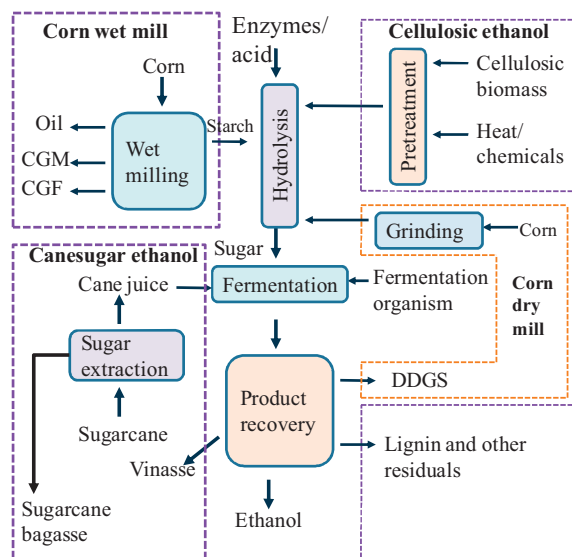 Corn wet mill
Enzymes/
acid
Cellulosic ethanol
Corn
Oil
CGM
CGF
Wet
milling
Starch
Hydrolysis
Pretreatment
Cellulosic
biomass
Heat/
chemicals
Grinding
Corn
Sugar
Canesugar ethanol
Cane juice
Fermentation
Fermentation
organism
Corn
dry
mill
Sugar
extraction
Product
recovery
DDGS
Sugarcane
Vinasse
Lignin and other
residuals
Sugarcane
bagasse
Ethanol